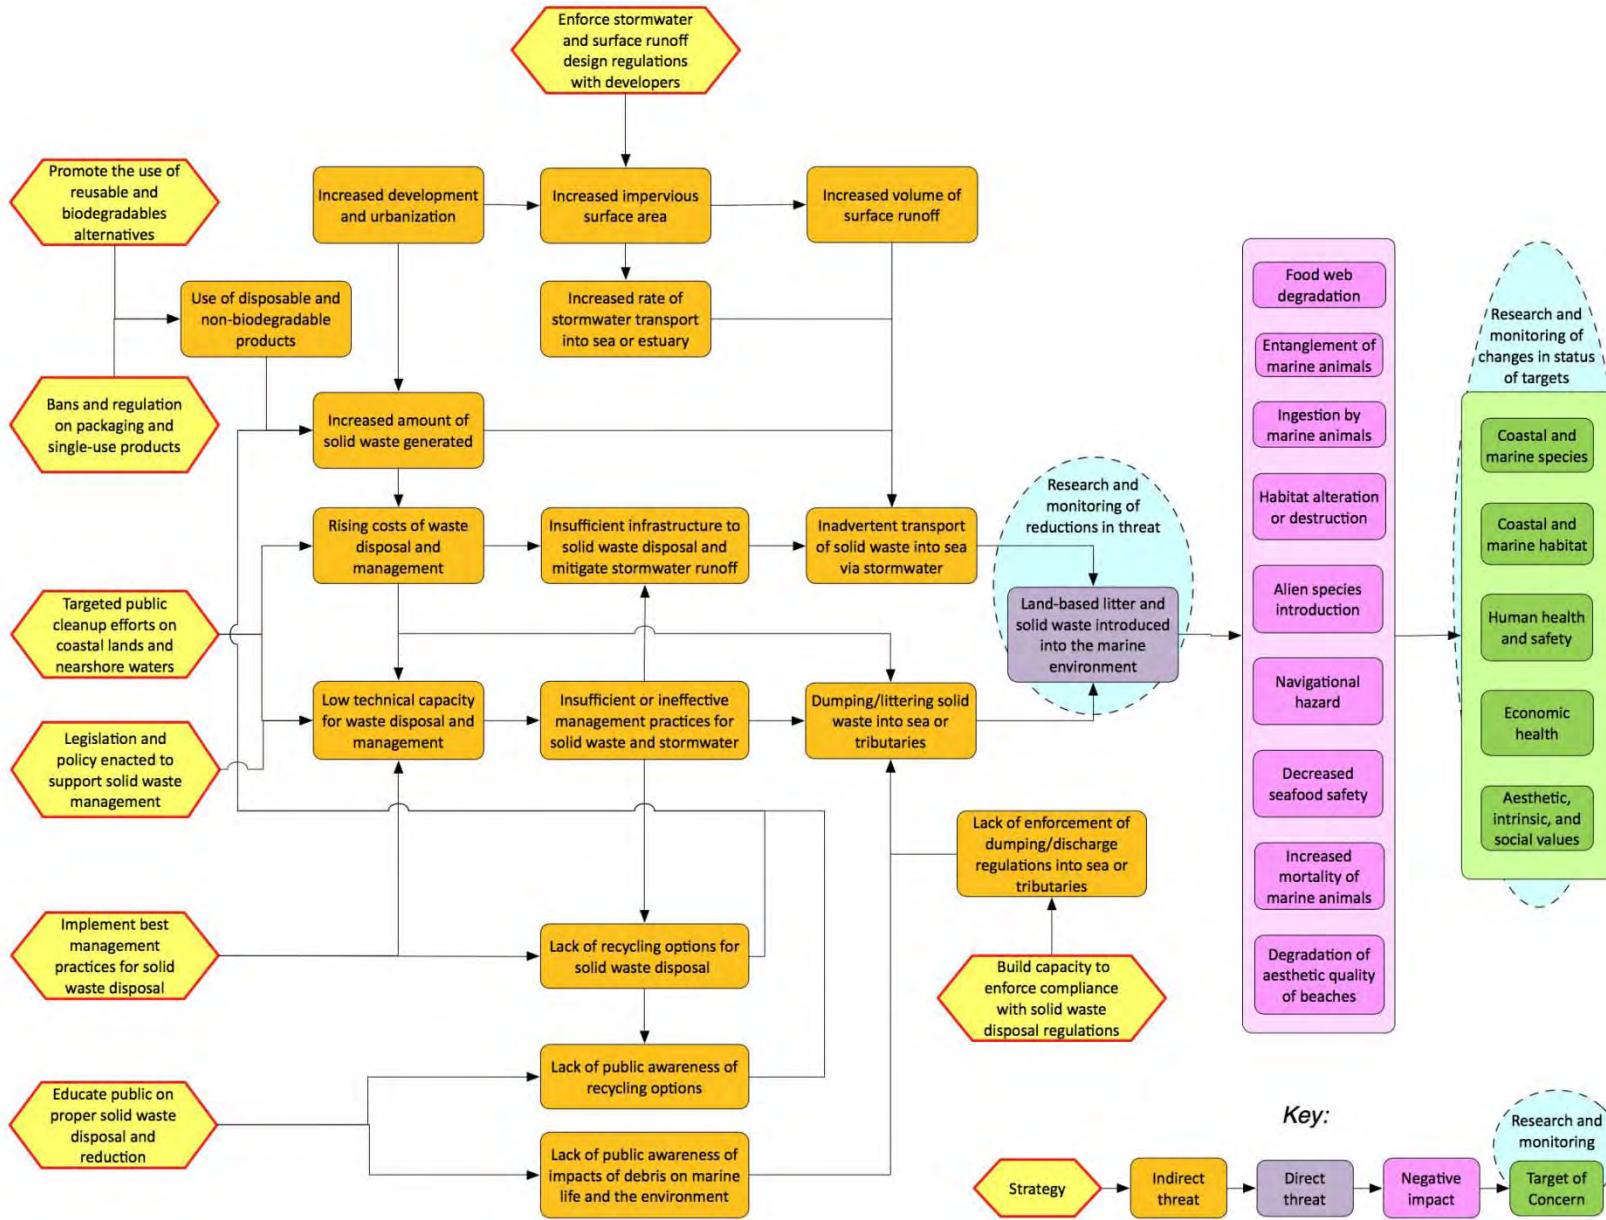 Enforce stormwater
and surface runoff
design regulations
with developers
Promote the use of
reusable and
biodegradables
alternatives
Increased development
and urbanization
Increased impervious
surface area
Increased volume of
surface runoff
Use of disposable and
non-biodegradable
products
Increased rate of
stormwater transport
into sea or estuary
Bans and regulation
on packaging and
single-use products
Increased amount of
solid waste generated
Rising costs of waste
disposal and
management
Insufficient infrastructure to
solid waste disposal and
mitigate stormwater runoff
Inadvertent transport
of solid waste into sea
via stormwater
Research and
monitoring of
reductions in threat
Land-based litter and
solid waste introduced
into the marine
environment
Targeted public
cleanup efforts on
coastal lands and
nearshore waters
Low technical capacity
for waste disposal and
management
Insufficient or ineffective
management practices for
solid waste and stormwater
Dumping/littering solid
waste into sea or
tributaries
Legislation and
policy enacted to
support solid waste
management
Lack of enforcement of
dumping/discharge
regulations into sea or
tributaries
Implement best
management
practices for solid
waste disposal
Lack of recycling options for
solid waste disposal
Build capacity to
enforce compliance
with solid waste
disposal regulations
Lack of public awareness of
recycling options
Educate public on
proper solid waste
disposal and
reduction
Lack of public awareness of
impacts of debris on marine
life and the environment
Food web
degradation
Entanglement of
marine animals
Ingestion by
marine animals
Habitat alteration
or destruction
Alien species
introduction
Navigational
hazard
Decreased
seafood safety
Increased
mortality of
marine animals
Degradation of
aesthetic quality
of beaches
Research and
monitoring of
changes in status
of targets
Coastal and
marine species
Coastal and
marine habitat
Human health
and safety
Economic
health
Aesthetic,
intrinsic, and
social values
Key:
Strategy
Indirect
threat
Direct
threat
Negative
impact
Research and
monitoring
Target of
Concern